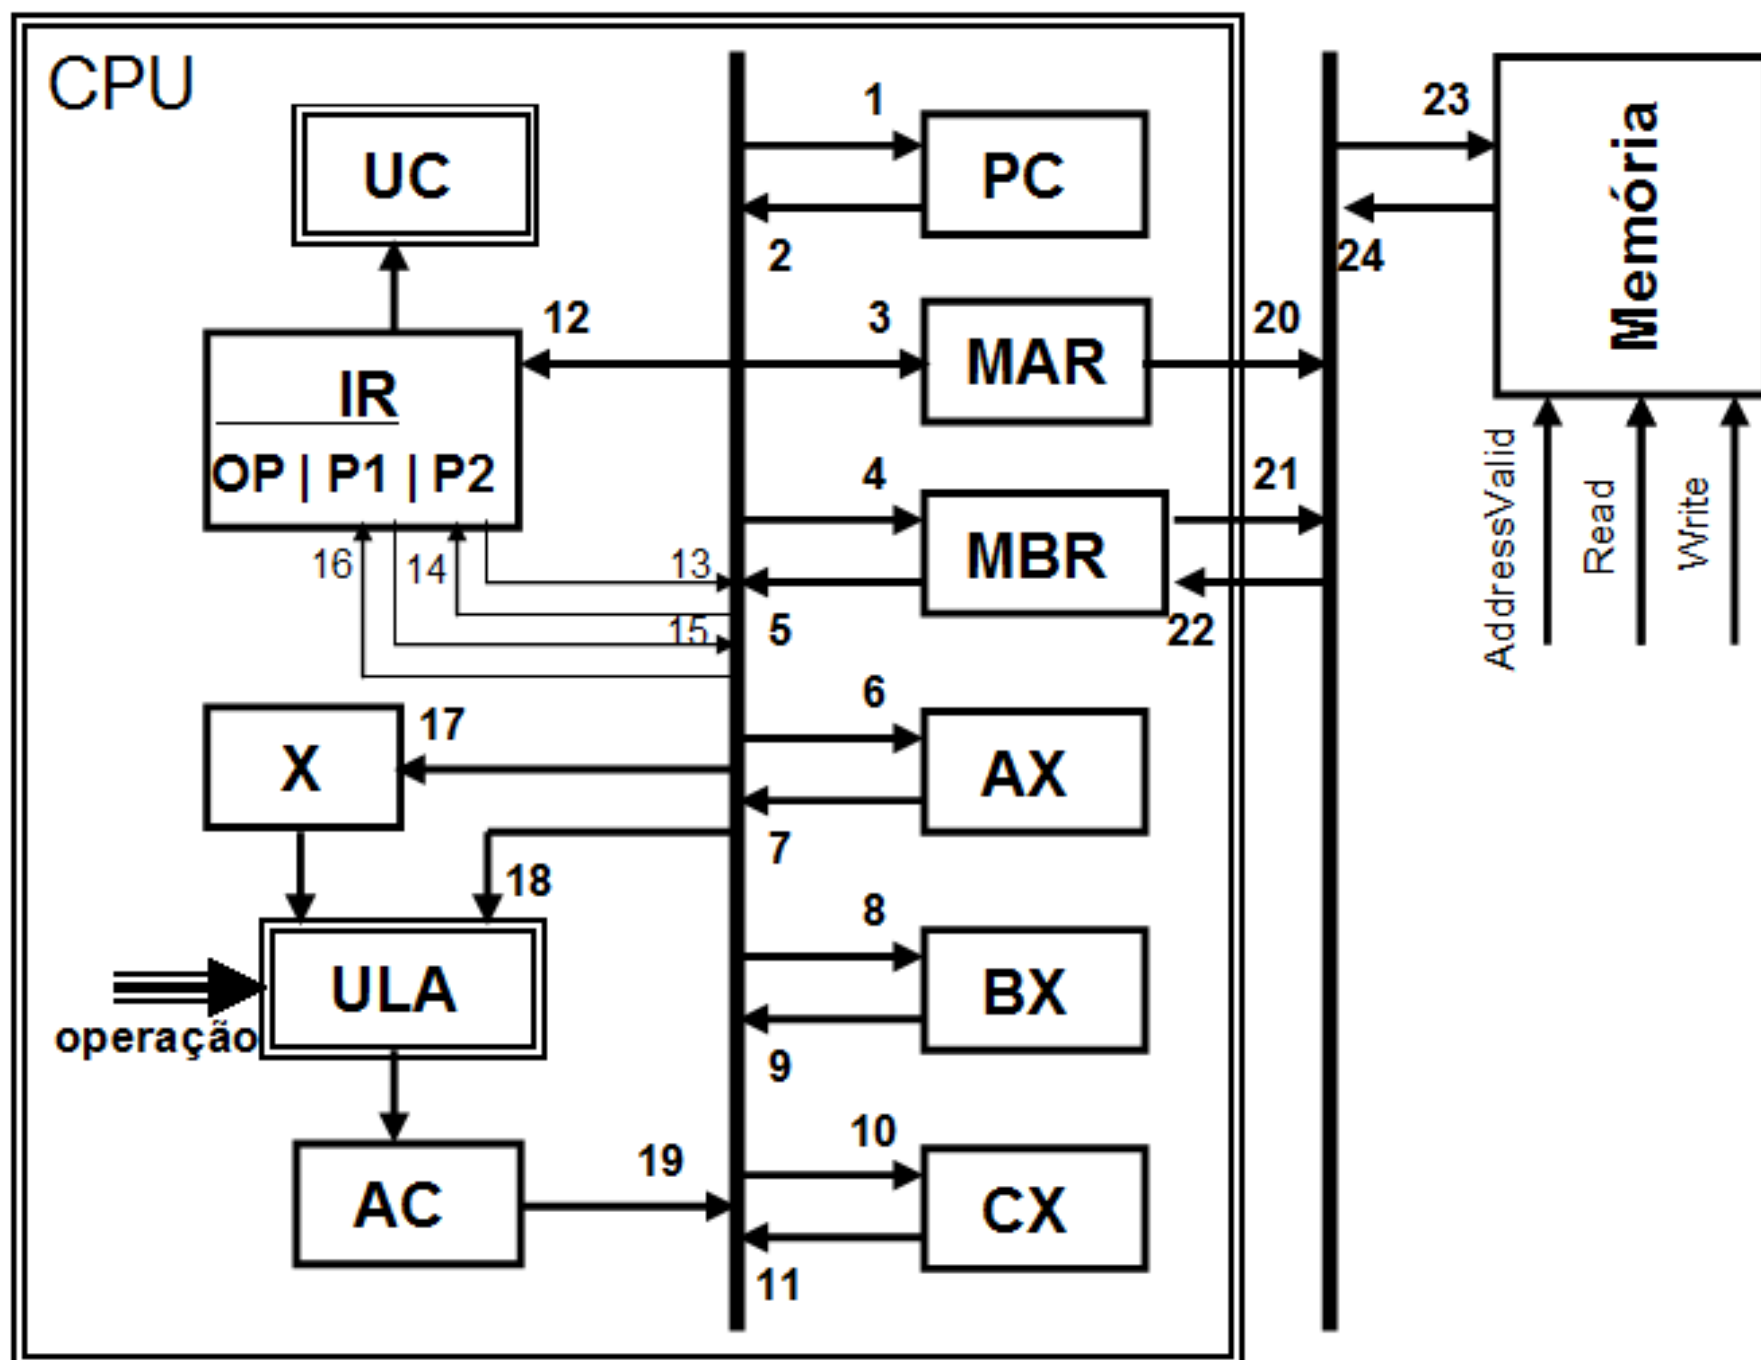 CPU
UC
IR
OP | P1 | P2
X
ULA
operação
AC
PC
MAR
MBR
AX
BX
CX
Memória
AddressValid
Read
Write
1
2
3
4
5
6
7
8
9
10
11
12
13
14
15
16
17
18
19
20
21
22
23
24